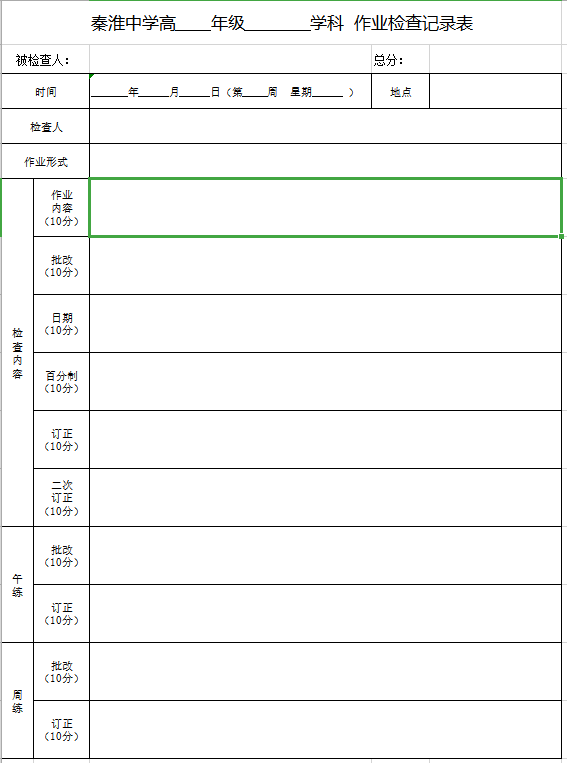 秦淮中学高____年级_______学科 作业检查记录表
被检查人： 总分：
时间 ______年_____月_____日（第____周 星期_____ ） 地点
检查人
作业形式
检查内容
作业
内容
（10分）
批改
（10分）
日期
（10分）
百分制
（10分）
订正
（10分）
二次
订正
（10分）
午练
批改
（10分）
订正
（10分）
周练
批改
（10分）
订正
（10分）